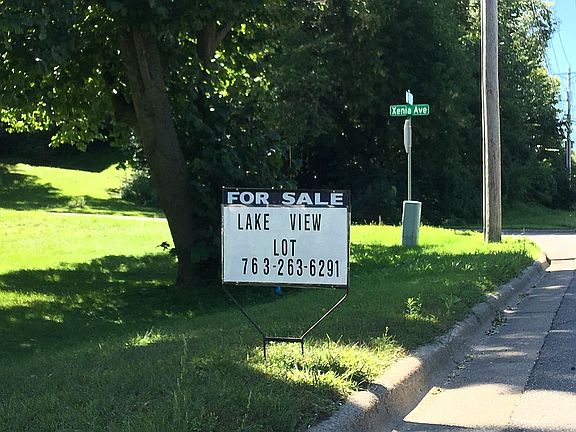 Xenia Ave
FOR SALE
LAKE VIEW
LOT
763-263-6291